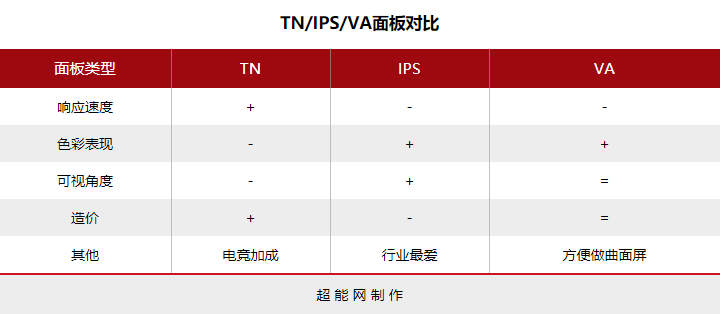 TN/IPS/VA面板对比
面板类型 TN IPS VA
响应速度 + - -
色彩表现 - + +
可视角度 - + =
造价 + - =
其他 电竞加成 行业最爱 方便做曲面屏
超能网制作